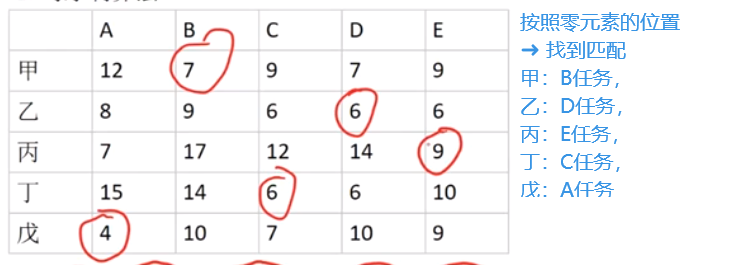 A B C D E
甲 12 7 9 7 9
乙 8 9 6 6 6
丙 7 17 12 14 9
丁 15 14 6 6 10
戊 4 10 7 10 9
按照零元素的位置
➔ 找到匹配
甲：B任务，
乙：D任务，
丙：E任务，
丁：C任务，
戊：A任务